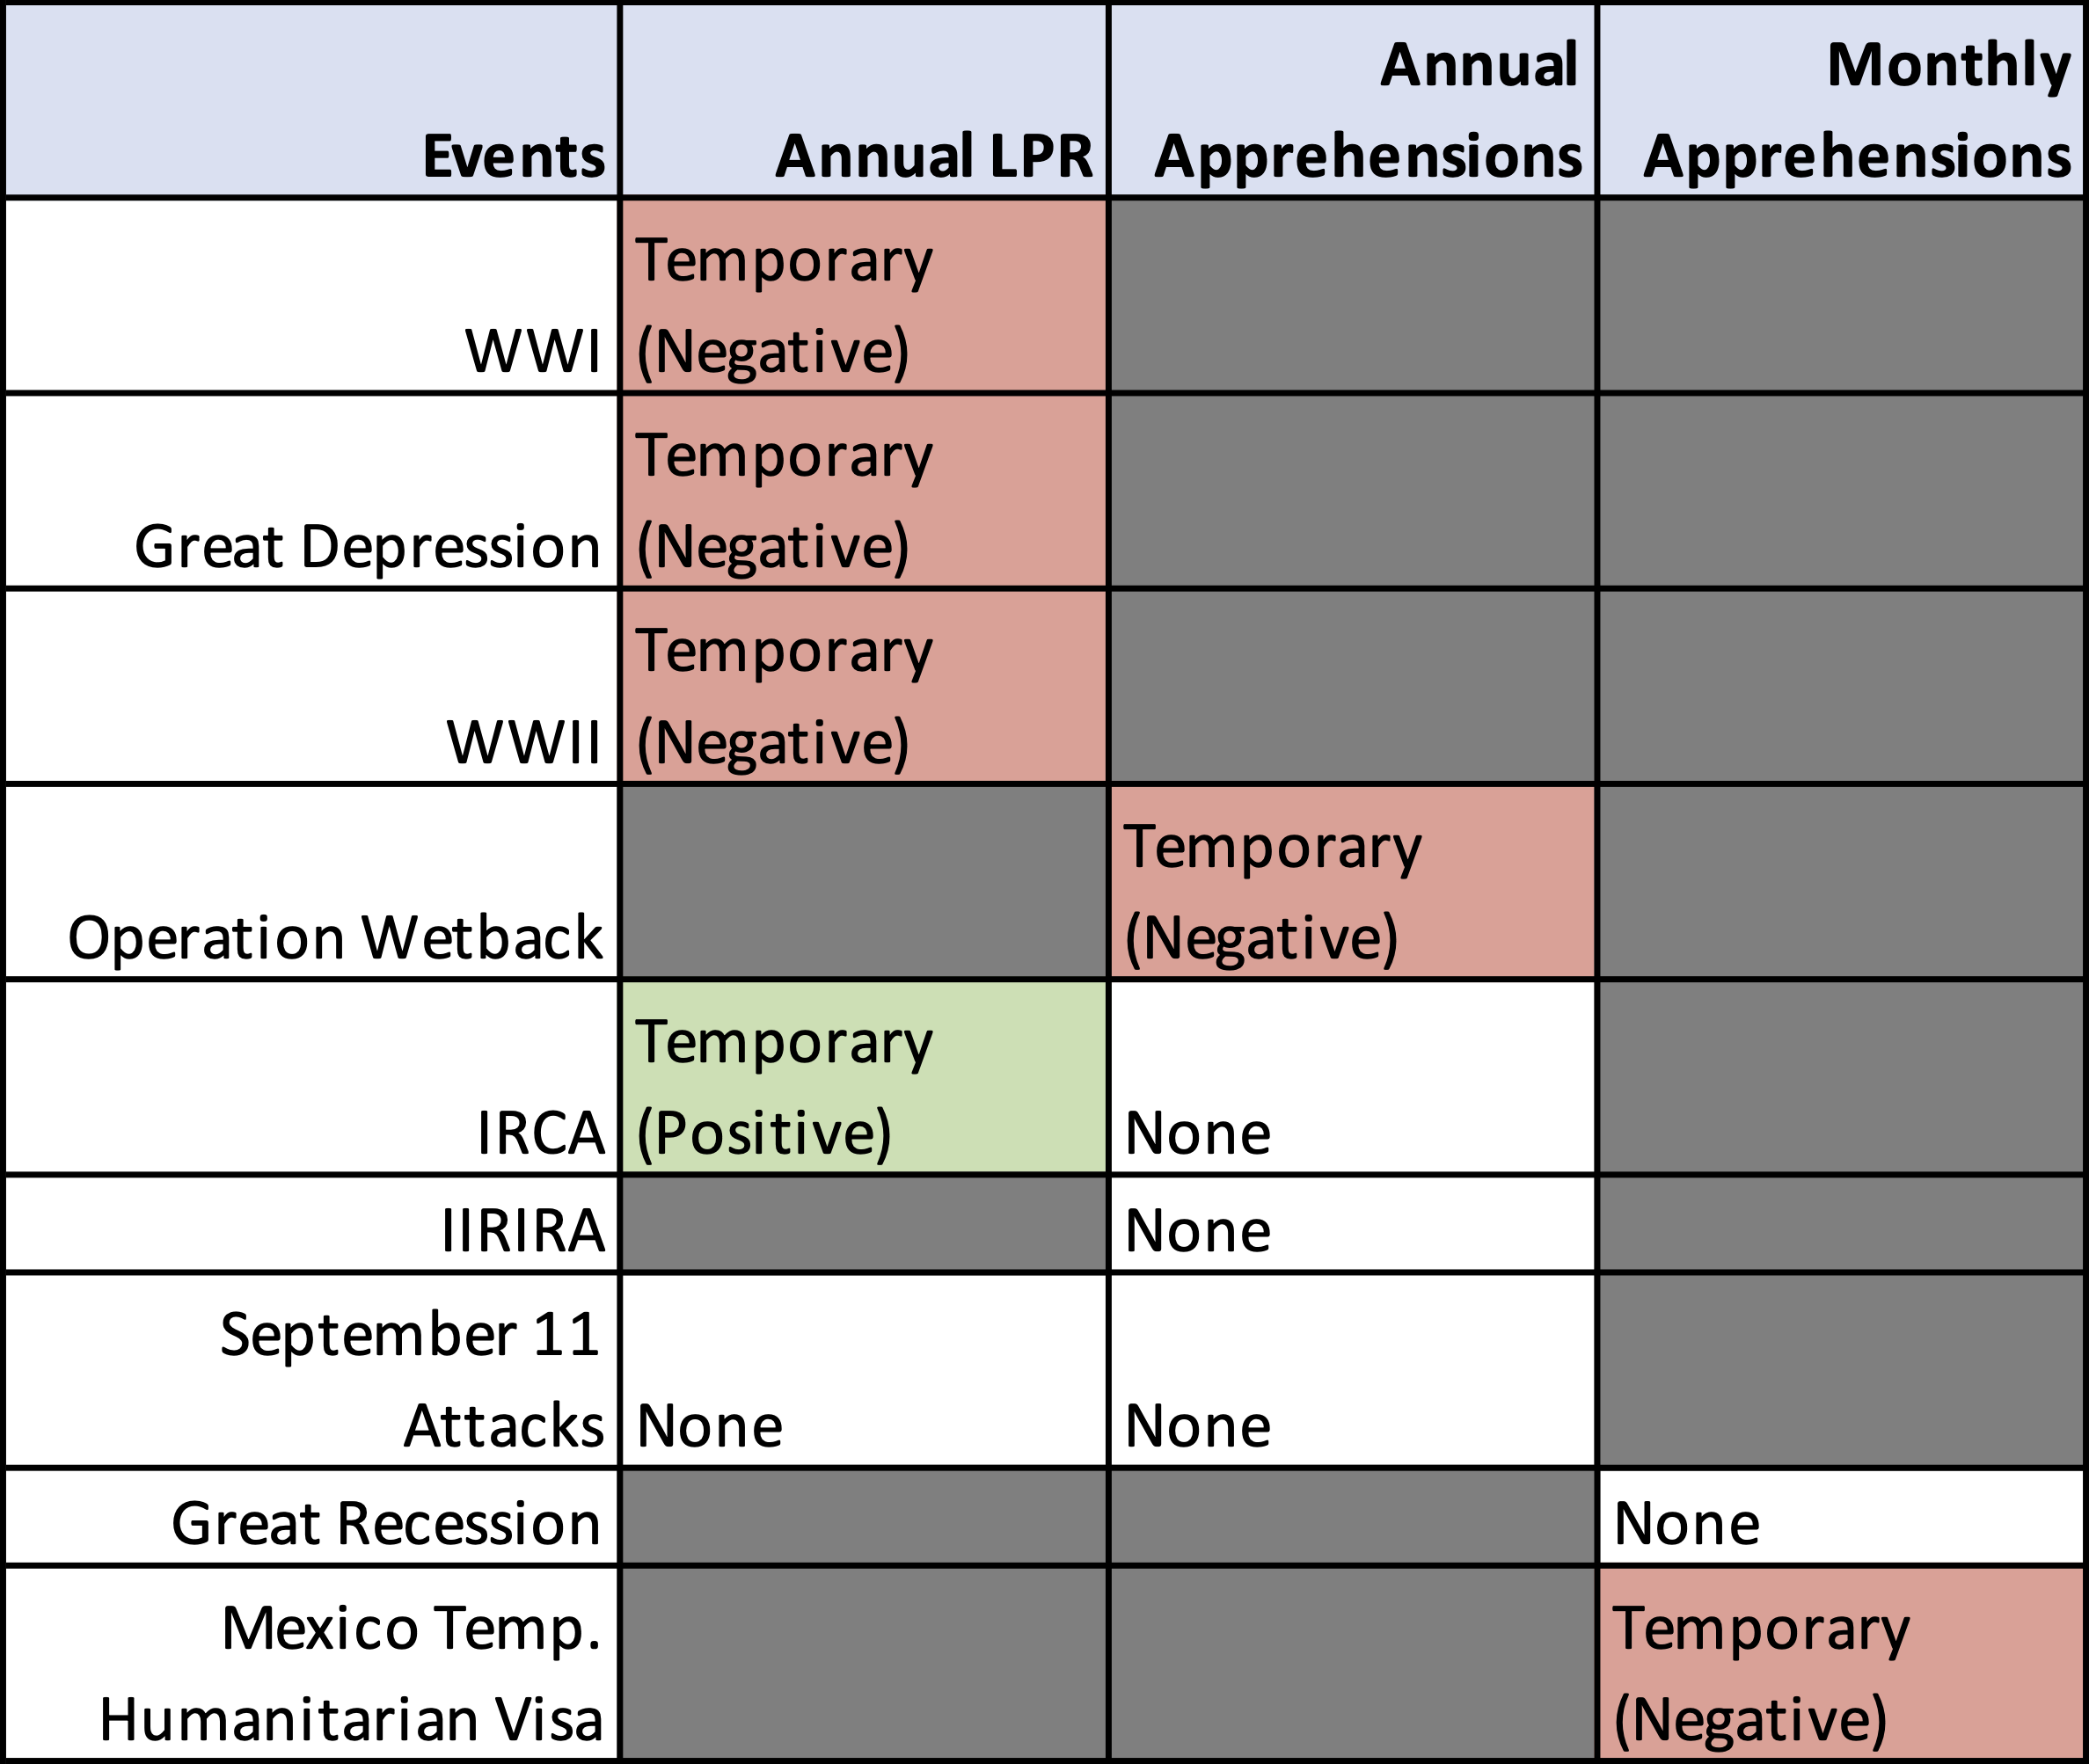 Events
Annual LPR
Annual
Apprehensions
Monthly
Apprehensions
WWI
Temporary
(Negative)
Great Depression
Temporary
(Negative)
WWII
Temporary
(Negative)
Operation Wetback
Temporary
(Negative)
IRCA
Temporary
(Positive)
None
IIRIRA
None
September 11
Attacks
None
None
Great Recession
None
Mexico Temp.
Humanitarian Visa
Temporary
(Negative)